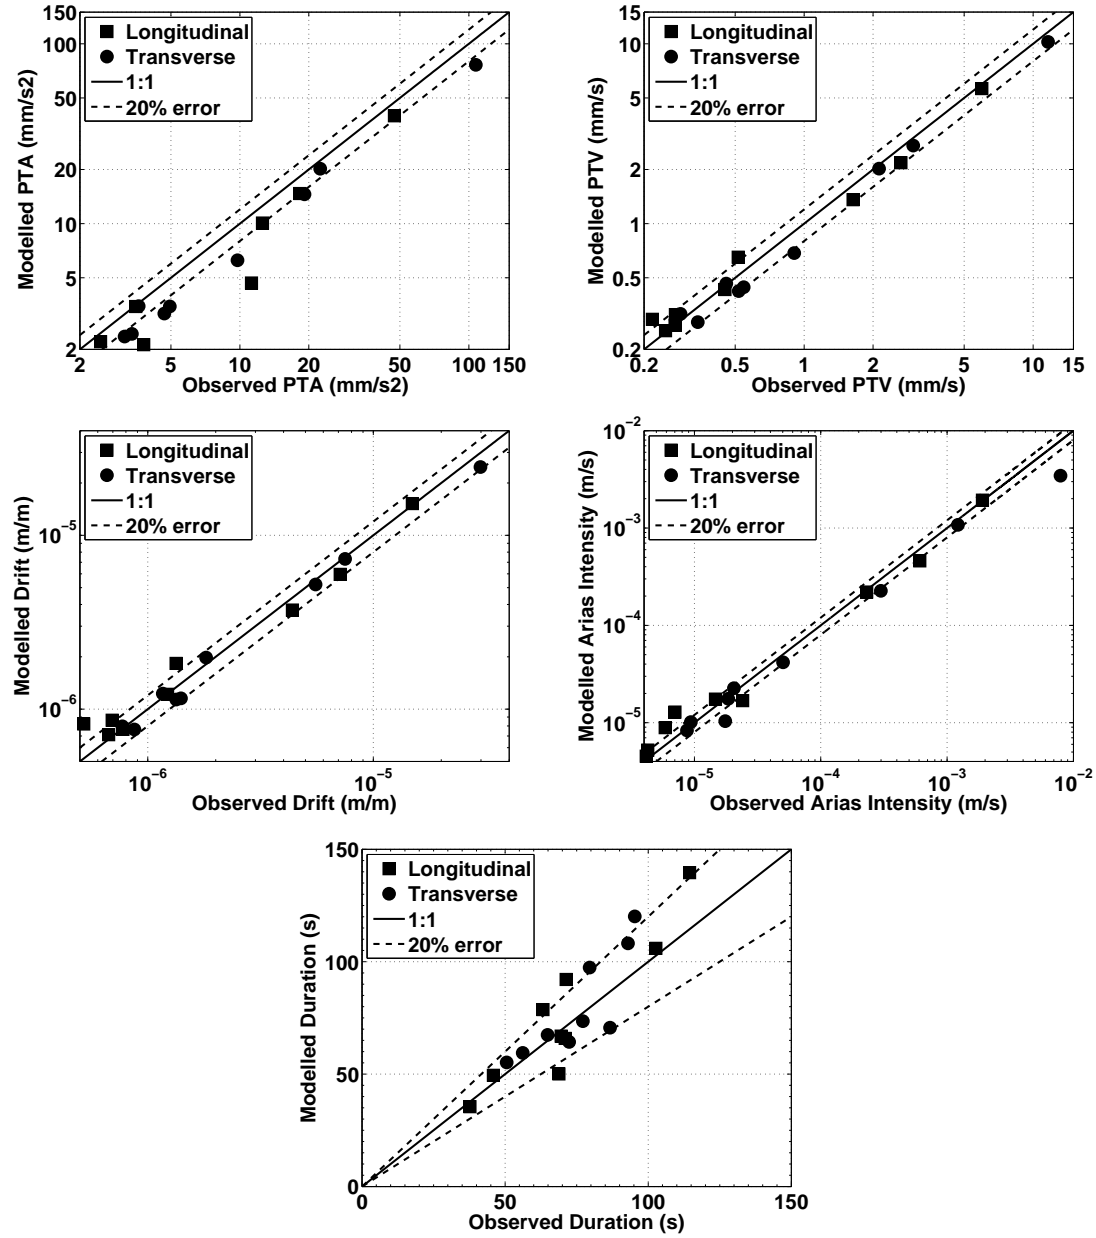 150
100
50
20
10
5
2
Modelled PTA (mm/s2)
Longitudinal
Transverse
1:1
20% error
2 5 10 20 50 100 150
Observed PTA (mm/s2)
15
10
5
2
1
0.5
0.2
Modelled PTV (mm/s)
Longitudinal
Transverse
1:1
20% error
0.2 0.5 1 2 5 10 15
Observed PTV (mm/s)
10⁻⁵
10⁻⁶
Modelled Drift (m/m)
Longitudinal
Transverse
1:1
20% error
10⁻⁶ 10⁻⁵
Observed Drift (m/m)
10⁻²
10⁻³
10⁻⁴
10⁻⁵
Modelled Arias Intensity (m/s)
Longitudinal
Transverse
1:1
20% error
10⁻⁵ 10⁻⁴ 10⁻³ 10⁻²
Observed Arias Intensity (m/s)
150
100
50
0
Modelled Duration (s)
Longitudinal
Transverse
1:1
20% error
0 50 100 150
Observed Duration (s)